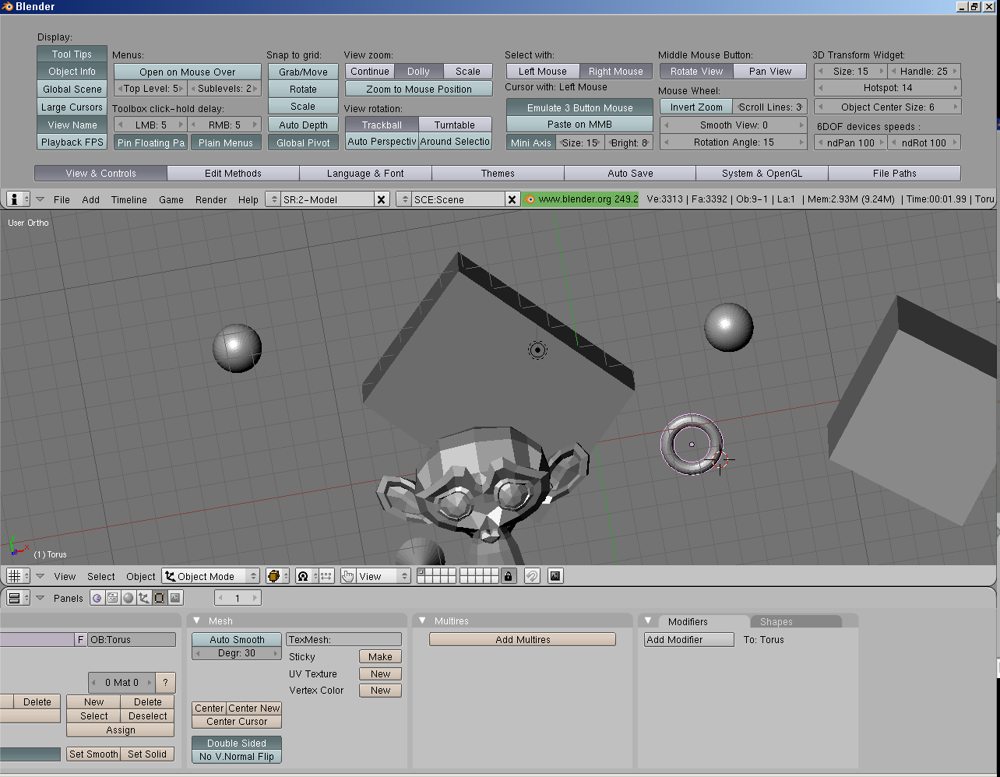 Blender
Display:
Tool Tips
Object Info
Global Scene
Large Cursors
View Name
Playback FPS
Menus:
Open on Mouse Over
Top Level: 5
Sublevels: 2
Toolbox click-hold delay:
LMB: 5
RMB: 5
Pin Floating Pa
Plain Menus
Snap to grid:
Grab/Move
Rotate
Scale
Auto Depth
Global Pivot
View zoom:
Continue
Dolly
Scale
Zoom to Mouse Position
View rotation:
Trackball
Turntable
Auto Perspectiv
Around Selectio
Select with:
Left Mouse
Right Mouse
Cursor with: Left Mouse
Emulate 3 Button Mouse
Paste on MMB
Mini Axis
Size: 15
Bright: 8
Middle Mouse Button:
Rotate View
Pan View
Mouse Wheel:
Invert Zoom
Scroll Lines: 3
Smooth View: 0
Rotation Angle: 15
3D Transform Widget:
Size: 15
Handle: 25
Hotspot: 14
Object Center Size: 6
6DOF devices speeds :
ndPan 100
ndRot 100
View & Controls
Edit Methods
Language & Font
Themes
Auto Save
System & OpenGL
File Paths
File Add Timeline Game Render Help
SR:2-Model
SCE:Scene
www.blender.org 249.2
Ve:3313 | Fa:3392 | Ob:9-1 | La:1 | Mem:2.93M (9.24M) | Time:00:01.99 | Toru
User Ortho
x
z
(1) Torus
View Select Object
Object Mode
View
Panels
1
F
OB:Torus
0 Mat 0
?
Delete
New
Delete
Select
Deselect
Assign
Set Smooth
Set Solid
Mesh
Auto Smooth
Degr: 30
TexMesh:
Sticky
Make
UV Texture
New
Vertex Color
New
Center
Center New
Center Cursor
Double Sided
No V.Normal Flip
Multires
Add Multires
Modifiers
Shapes
Add Modifier
To: Torus